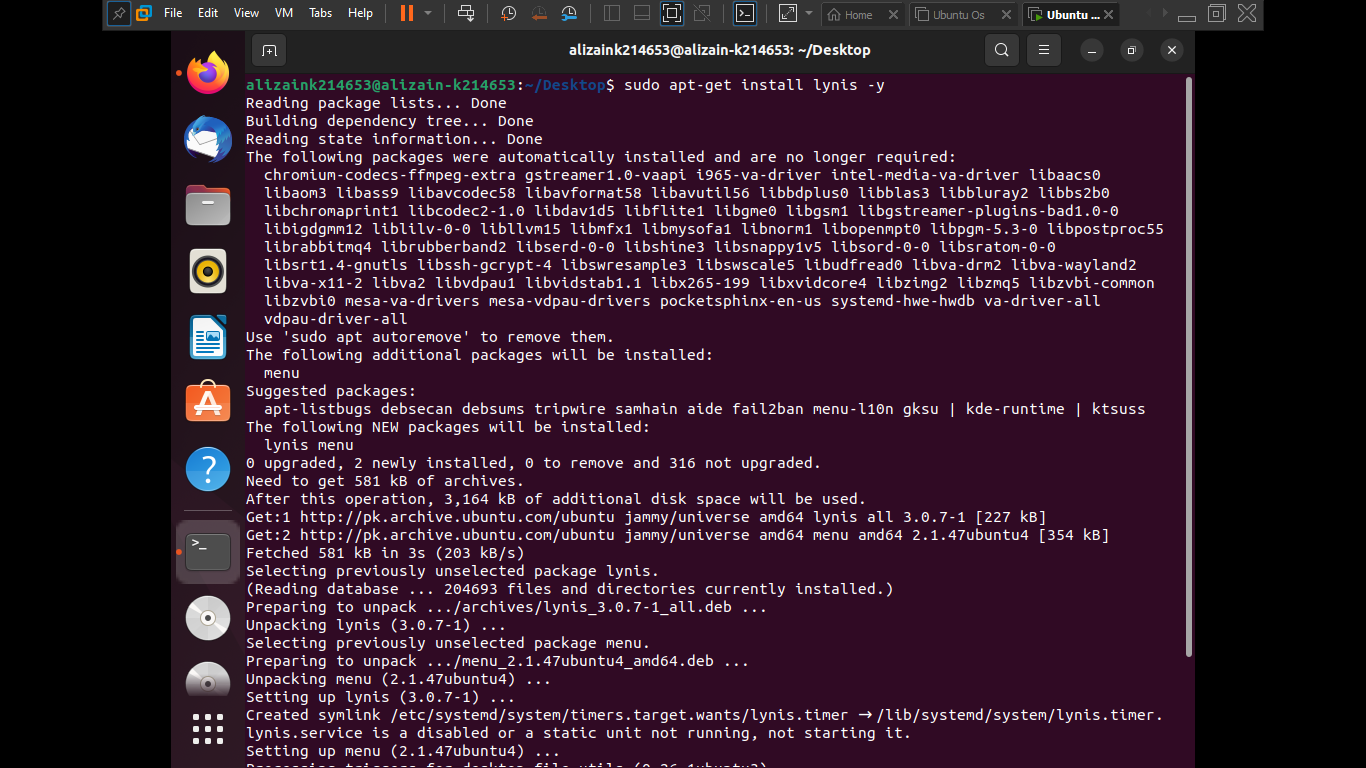 File Edit View VM Tabs Help
Home
Ubuntu Os
Ubuntu ...
alizaink214653@alizain-k214653: ~/Desktop
alizaink214653@alizain-k214653:~/Desktop$ sudo apt-get install lynis -y
Reading package lists... Done
Building dependency tree... Done
Reading state information... Done
The following packages were automatically installed and are no longer required:
  chromium-codecs-ffmpeg-extra gstreamer1.0-vaapi i965-va-driver intel-media-va-driver libaacs0
  libaom3 libass9 libavcodec58 libavformat58 libavutil56 libbdplus0 libblas3 libbluray2 libbs2b0
  libchromaprint1 libcodec2-1.0 libdav1d5 libflite1 libgme0 libgsm1 libgstreamer-plugins-bad1.0-0
  libigdgmm12 liblilv-0-0 libllvm15 libmfx1 libmysofa1 libnorm1 libopenmpt0 libpgm-5.3-0 libpostproc55
  librabbitmq4 librubberband2 libserd-0-0 libshine3 libsnappy1v5 libsord-0-0 libsratom-0-0
  libsrt1.4-gnutls libssh-gcrypt-4 libswresample3 libswscale5 libudfread0 libva-drm2 libva-wayland2
  libva-x11-2 libva2 libvdpau1 libvidstab1.1 libx265-199 libxvidcore4 libzimg2 libzmq5 libzvbi-common
  libzvbi0 mesa-va-drivers mesa-vdpau-drivers pocketsphinx-en-us systemd-hwe-hwdb va-driver-all
  vdpau-driver-all
Use 'sudo apt autoremove' to remove them.
The following additional packages will be installed:
  menu
Suggested packages:
  apt-listbugs debsecan debsums tripwire samhain aide fail2ban menu-l10n gksu | kde-runtime | ktsuss
The following NEW packages will be installed:
  lynis menu
0 upgraded, 2 newly installed, 0 to remove and 316 not upgraded.
Need to get 581 kB of archives.
After this operation, 3,164 kB of additional disk space will be used.
Get:1 http://pk.archive.ubuntu.com/ubuntu jammy/universe amd64 lynis all 3.0.7-1 [227 kB]
Get:2 http://pk.archive.ubuntu.com/ubuntu jammy/universe amd64 menu amd64 2.1.47ubuntu4 [354 kB]
Fetched 581 kB in 3s (203 kB/s)
Selecting previously unselected package lynis.
(Reading database ... 204693 files and directories currently installed.)
Preparing to unpack .../archives/lynis_3.0.7-1_all.deb ...
Unpacking lynis (3.0.7-1) ...
Selecting previously unselected package menu.
Preparing to unpack .../menu_2.1.47ubuntu4_amd64.deb ...
Unpacking menu (2.1.47ubuntu4) ...
Setting up lynis (3.0.7-1) ...
Created symlink /etc/systemd/system/timers.target.wants/lynis.timer → /lib/systemd/system/lynis.timer.
lynis.service is a disabled or a static unit not running, not starting it.
Setting up menu (2.1.47ubuntu4) ...